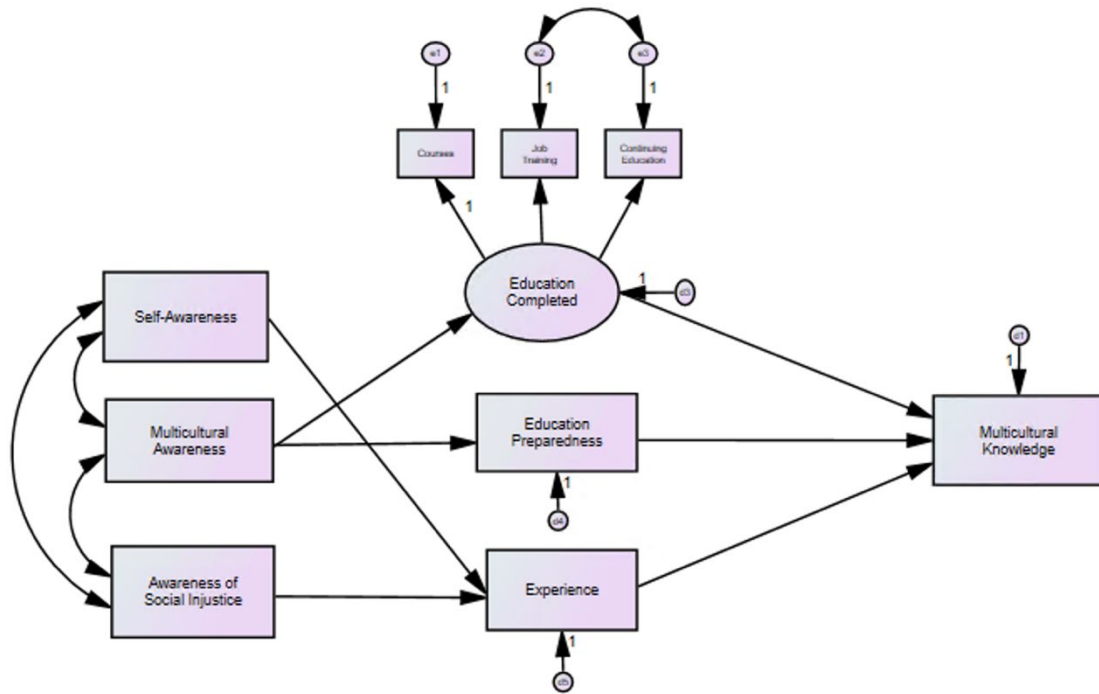 e1
e2
e3
1
1
1
Courses
Job
Training
Continuing
Education
1
Education
Completed
1
d3
Self-Awareness
d1
1
Multicultural
Awareness
Education
Preparedness
Multicultural
Knowledge
1
d4
Awareness of
Social Injustice
Experience
1
d5